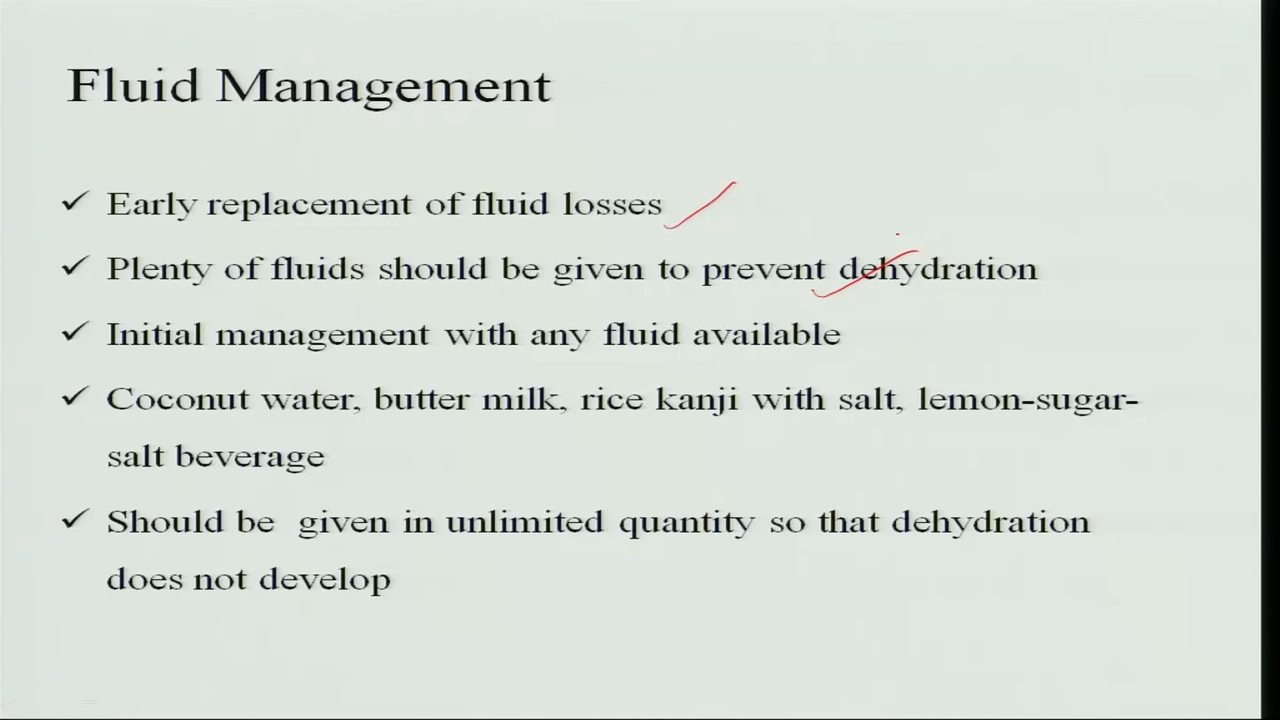 Fluid Management
✓ Early replacement of fluid losses
✓ Plenty of fluids should be given to prevent dehydration
✓ Initial management with any fluid available
✓ Coconut water, butter milk, rice kanji with salt, lemon-sugar-
salt beverage
✓ Should be given in unlimited quantity so that dehydration
does not develop